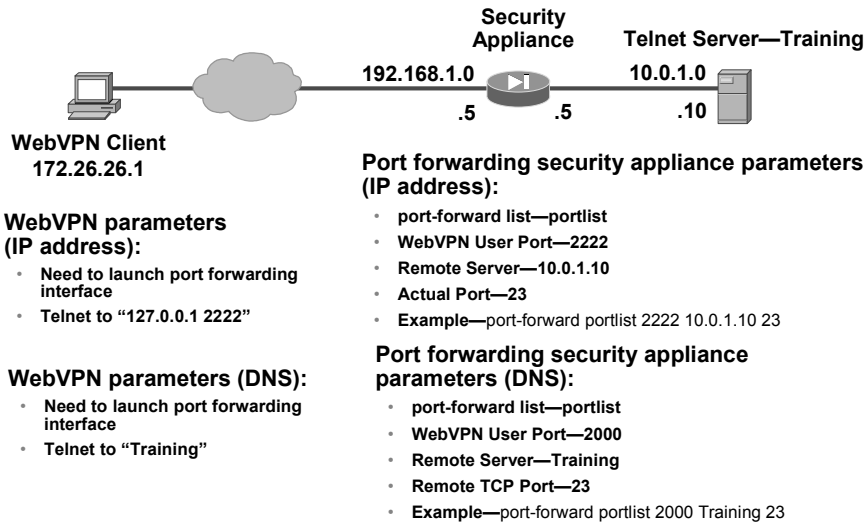 Security
Appliance
Telnet Server—Training
192.168.1.0
10.0.1.0
.5
.5
.10
WebVPN Client
172.26.26.1
WebVPN parameters
(IP address):
• Need to launch port forwarding
interface
• Telnet to “127.0.0.1 2222”
Port forwarding security appliance parameters
(IP address):
• port-forward list—portlist
• WebVPN User Port—2222
• Remote Server—10.0.1.10
• Actual Port—23
• Example—port-forward portlist 2222 10.0.1.10 23
WebVPN parameters (DNS):
• Need to launch port forwarding
interface
• Telnet to “Training”
Port forwarding security appliance
parameters (DNS):
• port-forward list—portlist
• WebVPN User Port—2000
• Remote Server—Training
• Remote TCP Port—23
• Example—port-forward portlist 2000 Training 23